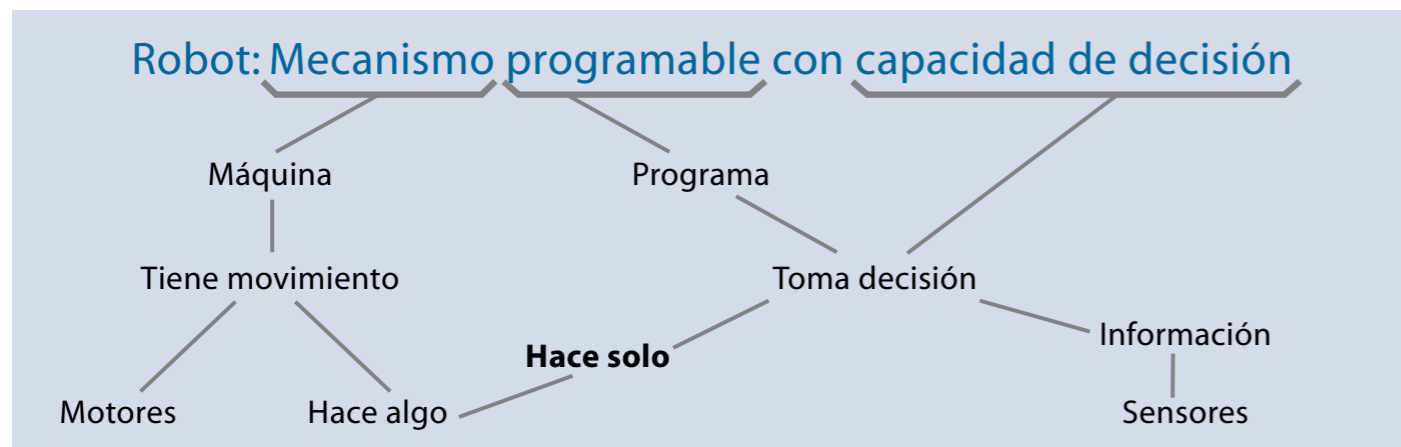 Robot: Mecanismo programable con capacidad de decisión
Máquina
Programa
Tiene movimiento
Toma decisión
Hace solo
Información
Motores
Hace algo
Sensores